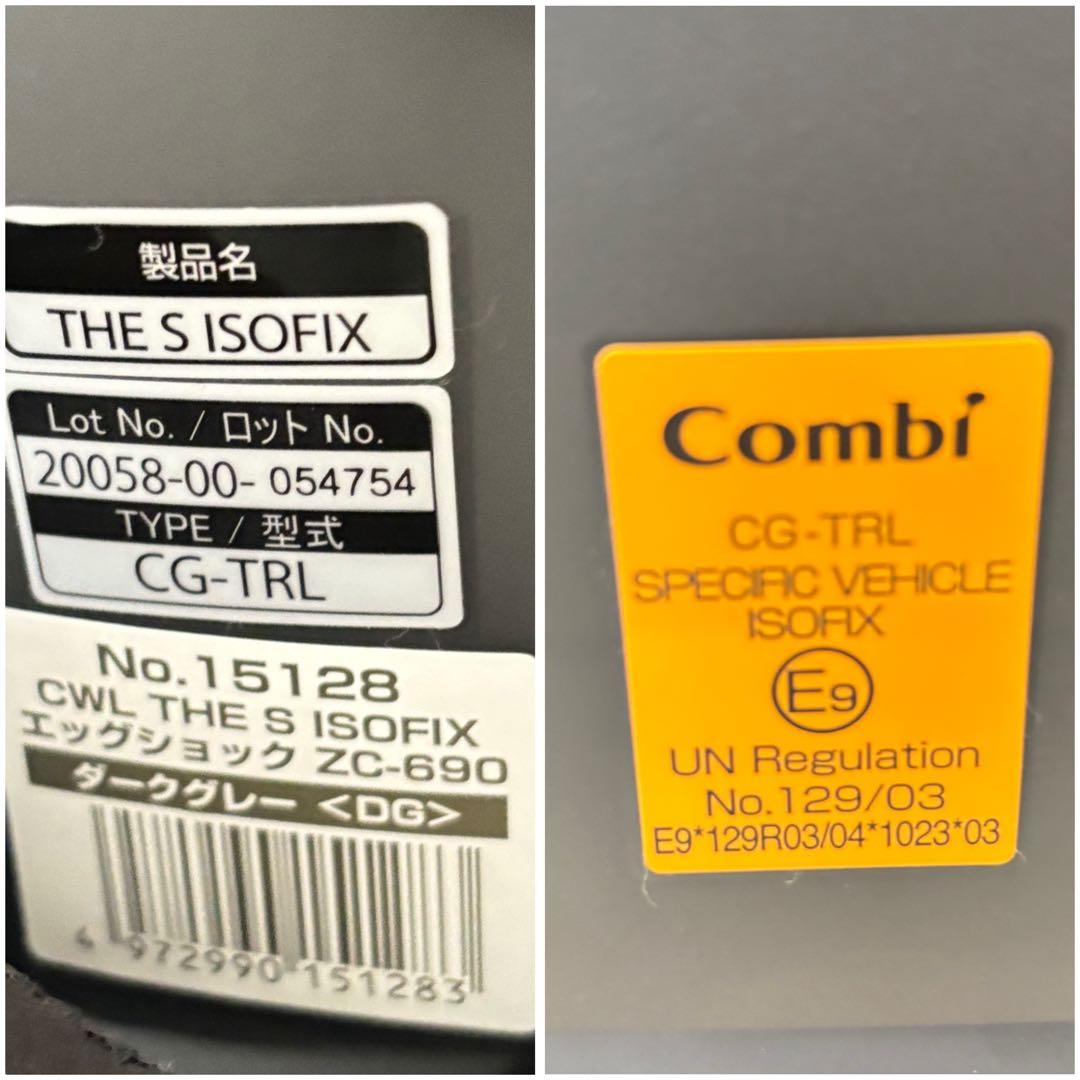 製品名
THE S ISOFIX
Lot No. / ロット No.
20058-00- 054754
TYPE / 型式
CG-TRL
No.15128
CWL THE S ISOFIX
エッグショック ZC-690
ダークグレー <DG>
4 972990 151283
Combi
CG-TRL
SPECIFIC VEHICLE
ISOFIX
E9
UN Regulation
No.129/03
E9*129R03/04*1023*03